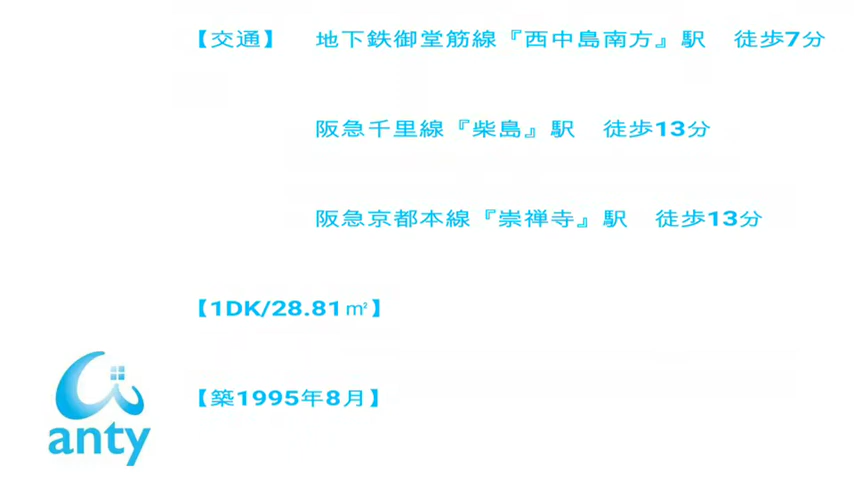 【交通】　地下鉄御堂筋線『西中島南方』駅　徒歩7分
阪急千里線『柴島』駅　徒歩13分
阪急京都本線『崇禅寺』駅　徒歩13分
【1DK/28.81㎡】
【築1995年8月】
anty